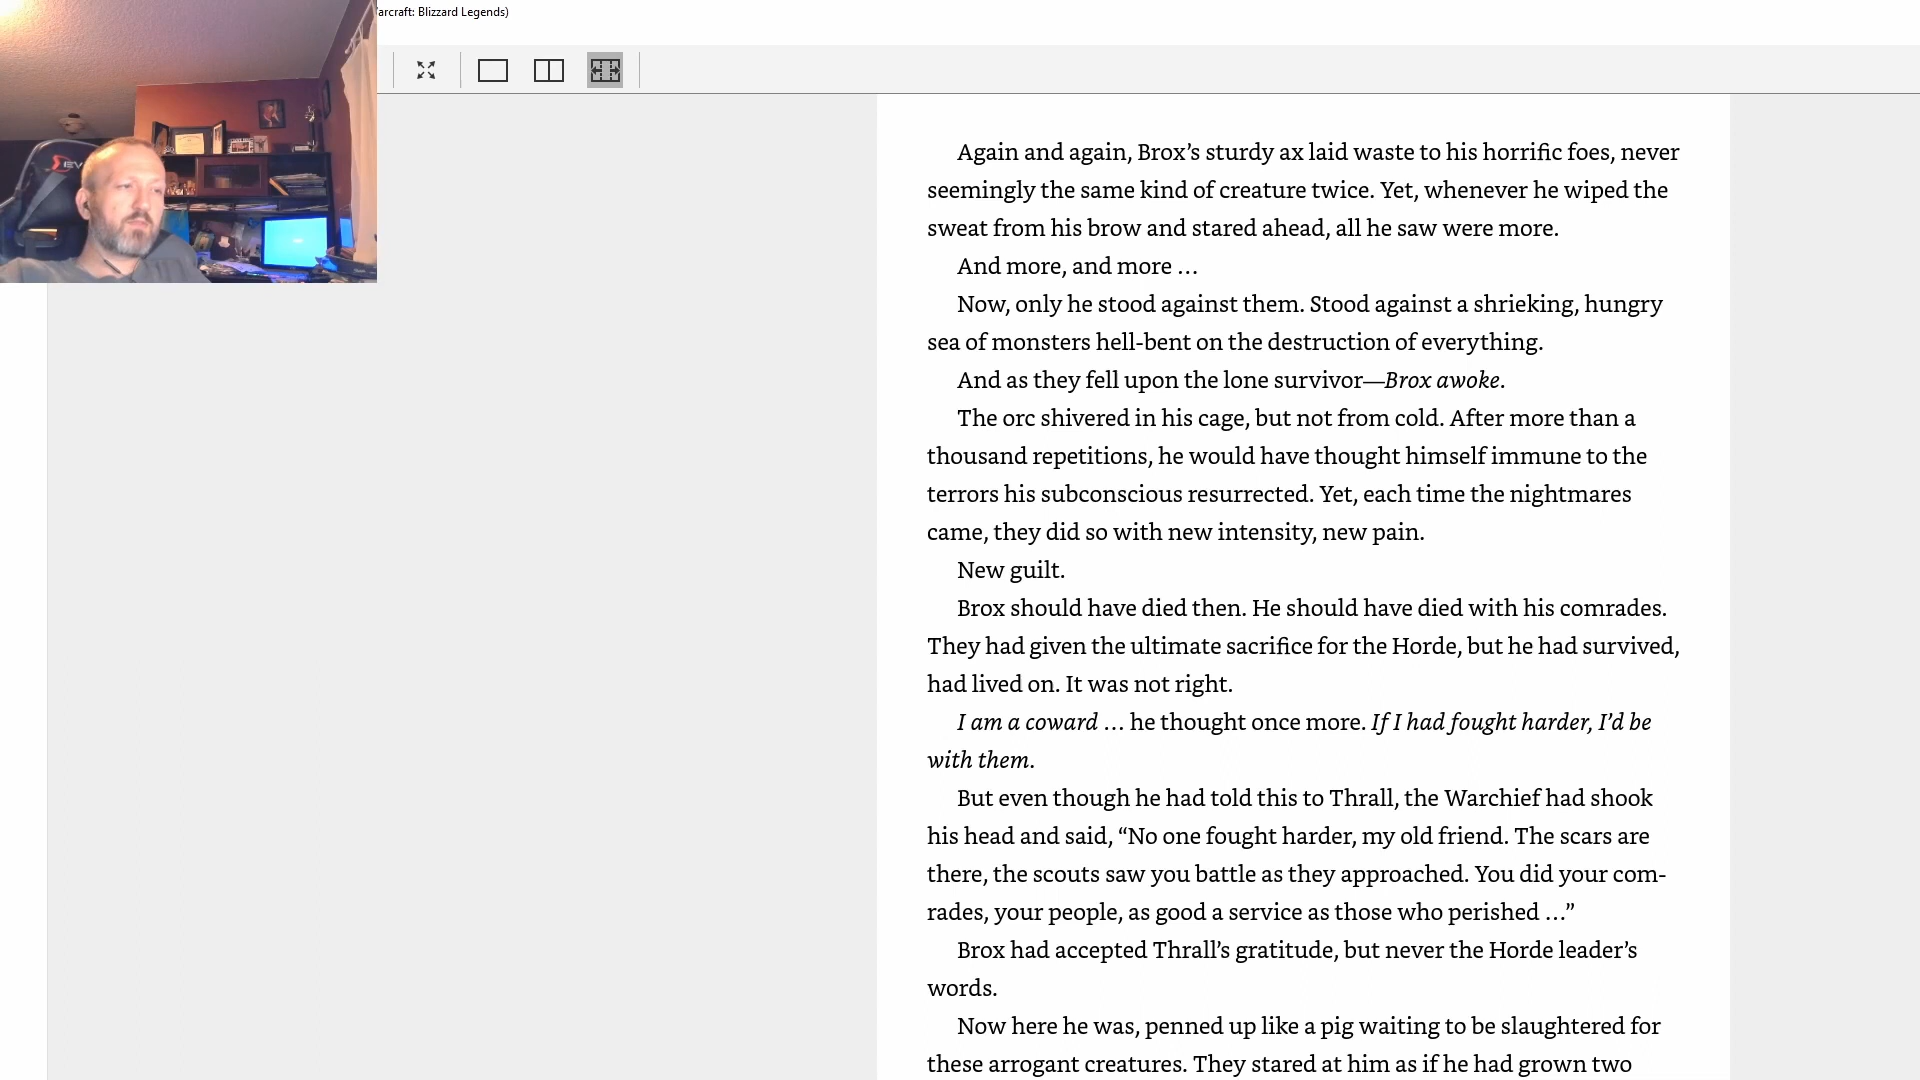 arcraft: Blizzard Legends)
Again and again, Brox’s sturdy ax laid waste to his horrific foes, never
seemingly the same kind of creature twice. Yet, whenever he wiped the
sweat from his brow and stared ahead, all he saw were more.
And more, and more …
Now, only he stood against them. Stood against a shrieking, hungry
sea of monsters hell-bent on the destruction of everything.
And as they fell upon the lone survivor—Brox awoke.
The orc shivered in his cage, but not from cold. After more than a
thousand repetitions, he would have thought himself immune to the
terrors his subconscious resurrected. Yet, each time the nightmares
came, they did so with new intensity, new pain.
New guilt.
Brox should have died then. He should have died with his comrades.
They had given the ultimate sacrifice for the Horde, but he had survived,
had lived on. It was not right.
I am a coward … he thought once more. If I had fought harder, I’d be
with them.
But even though he had told this to Thrall, the Warchief had shook
his head and said, “No one fought harder, my old friend. The scars are
there, the scouts saw you battle as they approached. You did your com-
rades, your people, as good a service as those who perished …”
Brox had accepted Thrall’s gratitude, but never the Horde leader’s
words.
Now here he was, penned up like a pig waiting to be slaughtered for
these arrogant creatures. They stared at him as if he had grown two